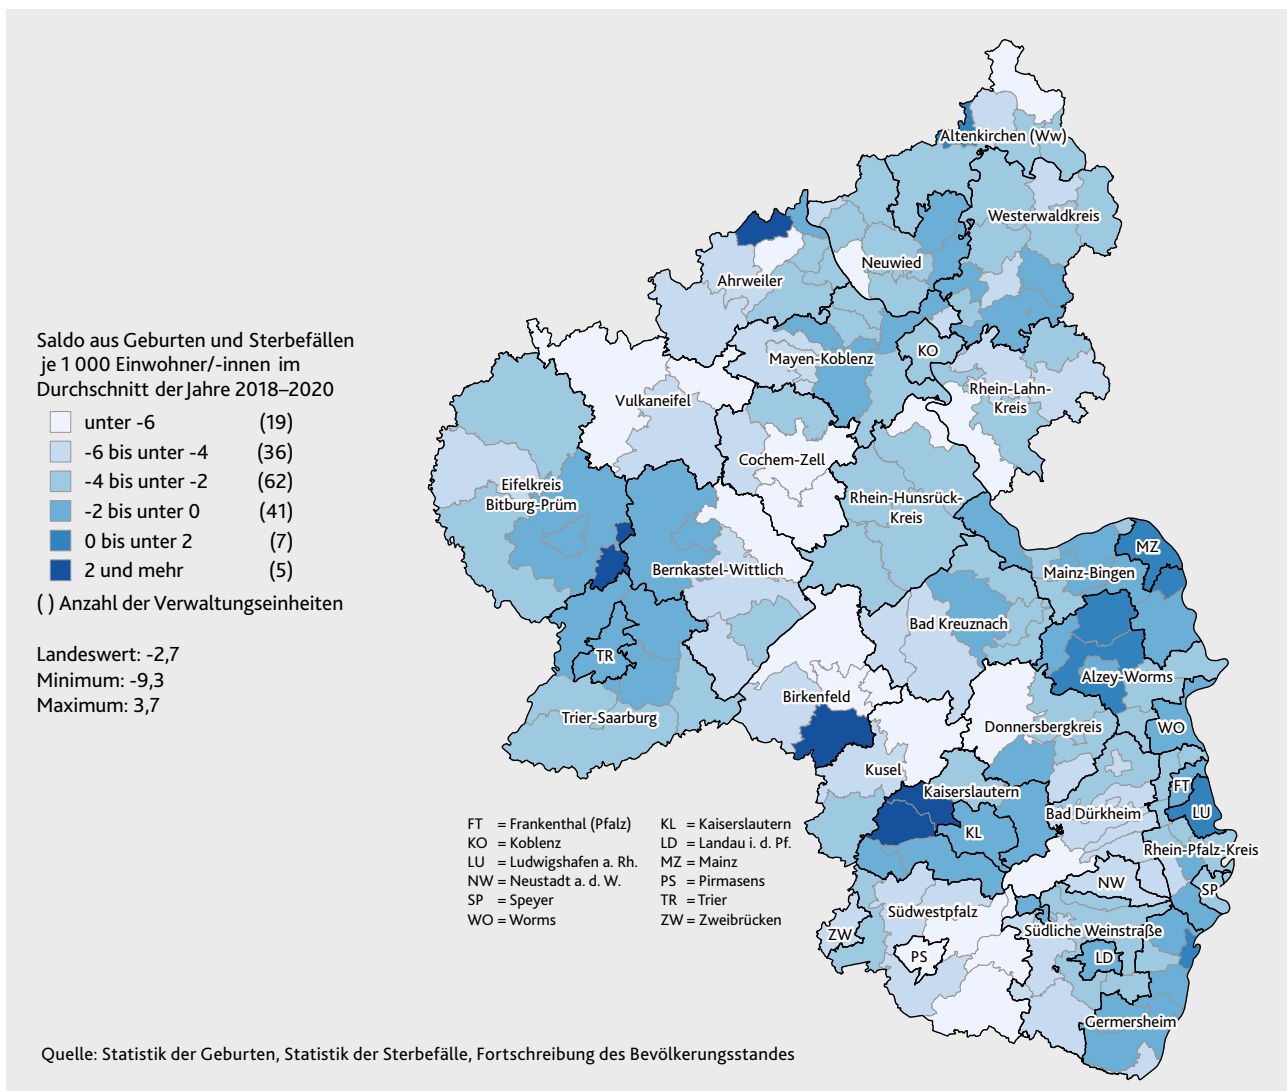 Saldo aus Geburten und Sterbefällen
je 1 000 Einwohner/-innen im
Durchschnitt der Jahre 2018–2020
unter -6 (19)
-6 bis unter -4 (36)
-4 bis unter -2 (62)
-2 bis unter 0 (41)
0 bis unter 2 (7)
2 und mehr (5)
( ) Anzahl der Verwaltungseinheiten
Landeswert: -2,7
Minimum: -9,3
Maximum: 3,7
Altenkirchen (Ww)
Westerwaldkreis
Neuwied
Ahrweiler
KO
Mayen-Koblenz
Rhein-Lahn-
Kreis
Vulkaneifel
Cochem-Zell
Eifelkreis
Bitburg-Prüm
Rhein-Hunsrück-
Kreis
MZ
Mainz-Bingen
Bernkastel-Wittlich
Bad Kreuznach
TR
Alzey-Worms
Birkenfeld
Trier-Saarburg
Donnersbergkreis
WO
Kusel
FT
Kaiserslautern
LU
Bad Dürkheim
KL
Rhein-Pfalz-Kreis
NW
SP
Südwestpfalz
Südliche Weinstraße
ZW
PS
LD
Germersheim
FT = Frankenthal (Pfalz)
KO = Koblenz
LU = Ludwigshafen a. Rh.
NW = Neustadt a. d. W.
SP = Speyer
WO = Worms
KL = Kaiserslautern
LD = Landau i. d. Pf.
MZ = Mainz
PS = Pirmasens
TR = Trier
ZW = Zweibrücken
Quelle: Statistik der Geburten, Statistik der Sterbefälle, Fortschreibung des Bevölkerungsstandes